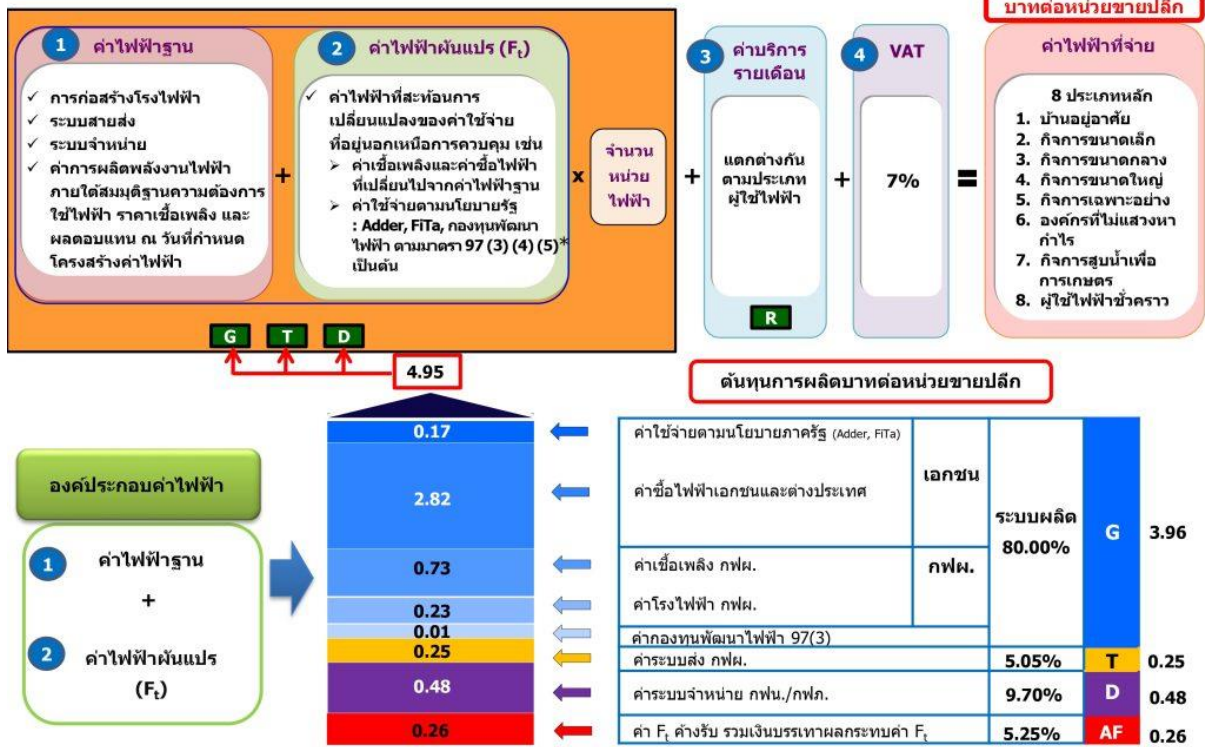 บาทต่อหน่วยขายปลีก
1 ค่าไฟฟ้าฐาน
✓ การก่อสร้างโรงไฟฟ้า
✓ ระบบสายส่ง
✓ ระบบจำหน่าย
✓ ค่าการผลิตพลังงานไฟฟ้า
ภายใต้สมมุติฐานความต้องการ
ใช้ไฟฟ้า ราคาเชื้อเพลิง และ
ผลตอบแทน ณ วันที่กำหนด
โครงสร้างค่าไฟฟ้า
+
2 ค่าไฟฟ้าผันแปร (Ft)
✓ ค่าไฟฟ้าที่สะท้อนการ
เปลี่ยนแปลงของค่าใช้จ่าย
ที่อยู่นอกเหนือการควบคุม เช่น
➢ ค่าเชื้อเพลิงและค่าซื้อไฟฟ้า
ที่เปลี่ยนไปจากค่าไฟฟ้าฐาน
➢ ค่าใช้จ่ายตามนโยบายรัฐ
: Adder, FiTa, กองทุนพัฒนา
ไฟฟ้า ตามมาตรา 97 (3) (4) (5)*
เป็นต้น
x
จำนวน
หน่วย
ไฟฟ้า
G T D
+
3 ค่าบริการ
รายเดือน
แตกต่างกัน
ตามประเภท
ผู้ใช้ไฟฟ้า
R
+
4 VAT
7%
=
ค่าไฟฟ้าที่จ่าย
8 ประเภทหลัก
1. บ้านอยู่อาศัย
2. กิจการขนาดเล็ก
3. กิจการขนาดกลาง
4. กิจการขนาดใหญ่
5. กิจการเฉพาะอย่าง
6. องค์กรที่ไม่แสวงหา
กำไร
7. กิจการสูบน้ำเพื่อ
การเกษตร
8. ผู้ใช้ไฟฟ้าชั่วคราว
4.95
ต้นทุนการผลิตบาทต่อหน่วยขายปลีก
องค์ประกอบค่าไฟฟ้า
1 ค่าไฟฟ้าฐาน
+
2 ค่าไฟฟ้าผันแปร
(Ft)
0.17
2.82
0.73
0.23
0.01
0.25
0.48
0.26
ค่าใช้จ่ายตามนโยบายภาครัฐ (Adder, FiTa)
ค่าซื้อไฟฟ้าเอกชนและต่างประเทศ
เอกชน
ค่าเชื้อเพลิง กฟผ.
ค่าโรงไฟฟ้า กฟผ.
กฟผ.
ค่ากองทุนพัฒนาไฟฟ้า 97(3)
ระบบผลิต
80.00%
G 3.96
ค่าระบบส่ง กฟผ. 5.05% T 0.25
ค่าระบบจำหน่าย กฟน./กฟภ. 9.70% D 0.48
ค่า Ft ค้างรับ รวมเงินบรรเทาผลกระทบค่า Ft 5.25% AF 0.26